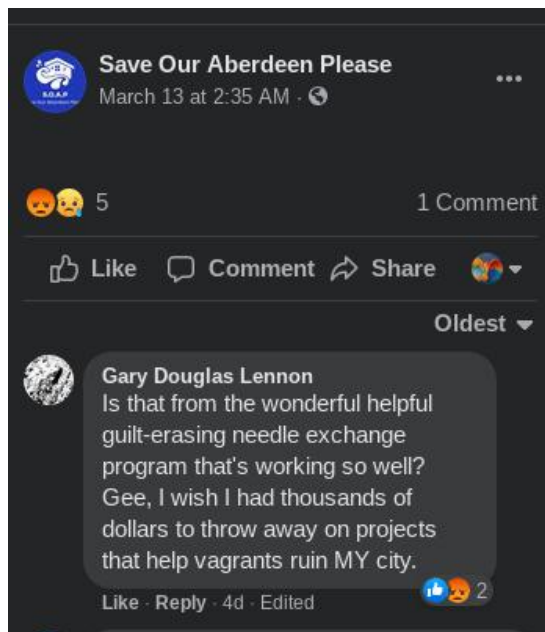 Save Our Aberdeen Please
March 13 at 2:35 AM ·
S.O.A.P
5
1 Comment
Like
Comment
Share
Oldest
Gary Douglas Lennon
Is that from the wonderful helpful
guilt-erasing needle exchange
program that's working so well?
Gee, I wish I had thousands of
dollars to throw away on projects
that help vagrants ruin MY city.
2
Like · Reply · 4d · Edited